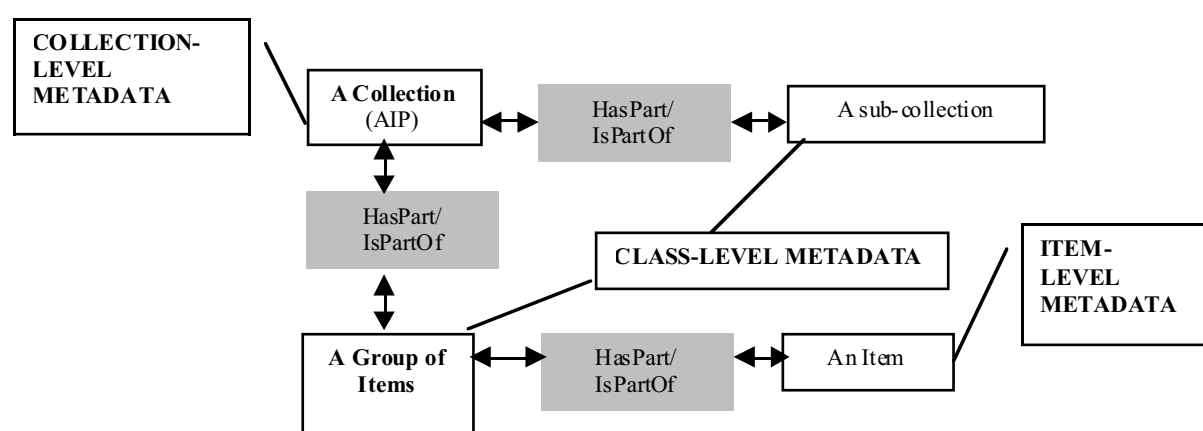 COLLECTION-
LEVEL
METADATA
A Collection
(AIP)
HasPart/
IsPartOf
A sub-collection
HasPart/
IsPartOf
CLASS-LEVEL METADATA
ITEM-
LEVEL
METADATA
A Group of
Items
HasPart/
IsPartOf
An Item